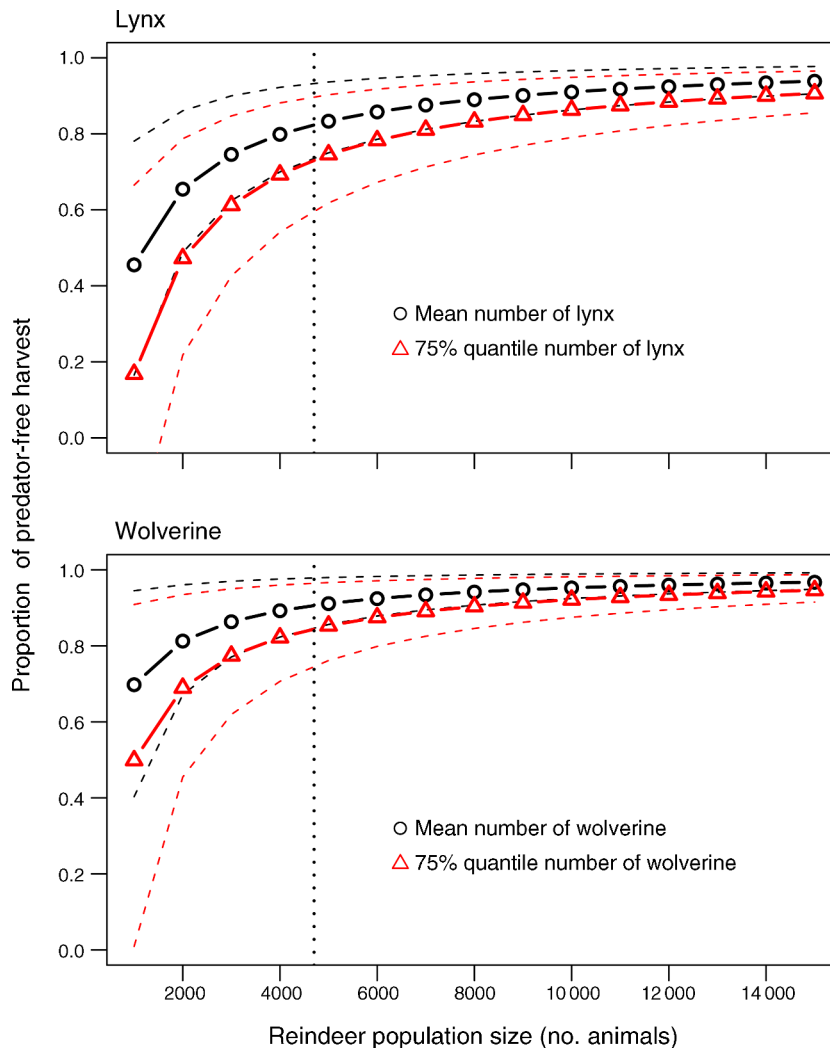 Lynx
1.0
0.8
0.6
0.4
0.2
0.0
Mean number of lynx
75% quantile number of lynx
Proportion of predator-free harvest
Wolverine
1.0
0.8
0.6
0.4
0.2
0.0
Mean number of wolverine
75% quantile number of wolverine
2000 4000 6000 8000 10 000 12 000 14 000
Reindeer population size (no. animals)